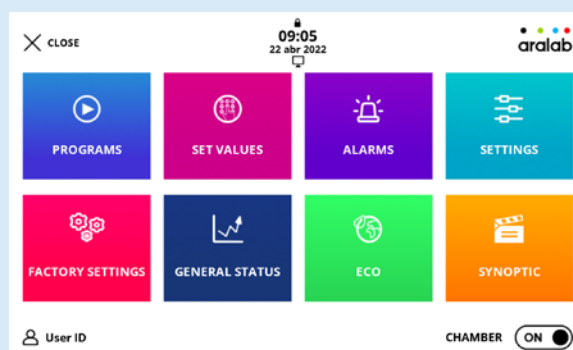 CLOSE
09:05
22 abr 2022
aralab
PROGRAMS
SET VALUES
ALARMS
SETTINGS
FACTORY SETTINGS
GENERAL STATUS
ECO
SYNOPTIC
User ID
CHAMBER
ON